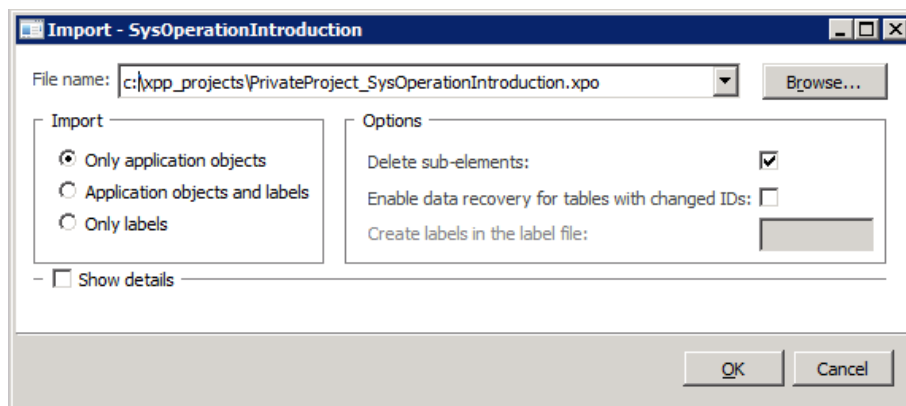 Import - SysOperationIntroduction
File name: c:\xpp_projects\PrivateProject_SysOperationIntroduction.xpo Browse...
Import
Only application objects
Application objects and labels
Only labels
Options
Delete sub-elements:
Enable data recovery for tables with changed IDs:
Create labels in the label file:
Show details
OK Cancel